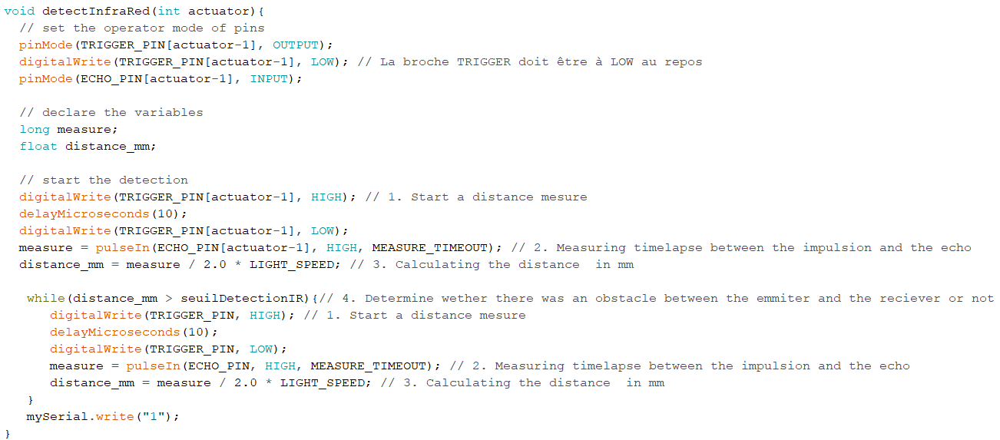 void detectInfraRed(int actuator){
// set the operator mode of pins
pinMode(TRIGGER_PIN[actuator-1], OUTPUT);
digitalWrite(TRIGGER_PIN[actuator-1], LOW); // La broche TRIGGER doit être à LOW au repos
pinMode(ECHO_PIN[actuator-1], INPUT);
// declare the variables
long measure;
float distance_mm;
// start the detection
digitalWrite(TRIGGER_PIN[actuator-1], HIGH); // 1. Start a distance mesure
delayMicroseconds(10);
digitalWrite(TRIGGER_PIN[actuator-1], LOW);
measure = pulseIn(ECHO_PIN[actuator-1], HIGH, MEASURE_TIMEOUT); // 2. Measuring timelapse between the impulsion and the echo
distance_mm = measure / 2.0 * LIGHT_SPEED; // 3. Calculating the distance  in mm
while(distance_mm > seuilDetectionIR){// 4. Determine wether there was an obstacle between the emmiter and the reciever or not
digitalWrite(TRIGGER_PIN, HIGH); // 1. Start a distance mesure
delayMicroseconds(10);
digitalWrite(TRIGGER_PIN, LOW);
measure = pulseIn(ECHO_PIN, HIGH, MEASURE_TIMEOUT); // 2. Measuring timelapse between the impulsion and the echo
distance_mm = measure / 2.0 * LIGHT_SPEED; // 3. Calculating the distance  in mm
}
mySerial.write("1");
}